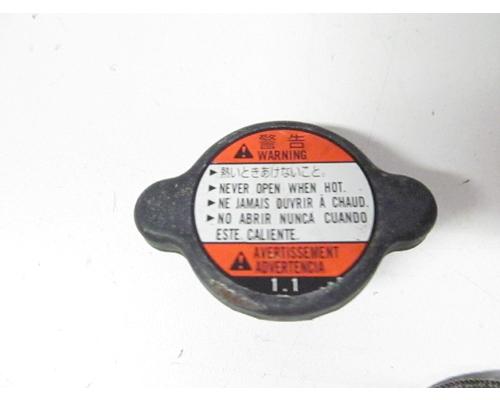 警告
WARNING
▶熱いときあけないこと。
▶NEVER OPEN WHEN HOT.
▶NE JAMAIS OUVRIR À CHAUD.
▶NO ABRIR NUNCA CUANDO
ESTE CALIENTE.
AVERTISSEMENT
ADVERTENCIA
1.1